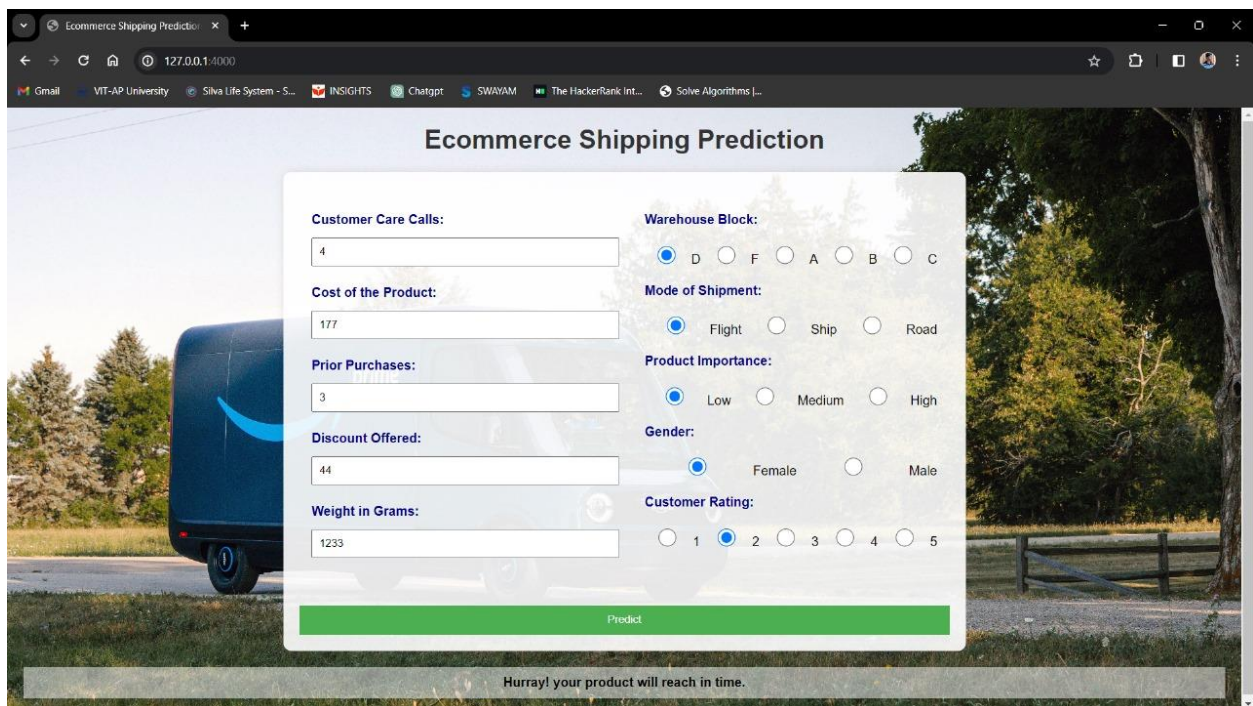 Ecommerce Shipping Prediction
127.0.0.1:4000
Gmail VIT-AP University Silva Life System - S... INSIGHTS Chatgpt SWAYAM The HackerRank Int... Solve Algorithms |...
Ecommerce Shipping Prediction
Customer Care Calls:
4
Cost of the Product:
177
Prior Purchases:
3
Discount Offered:
44
Weight in Grams:
1233
Warehouse Block:
D F A B C
Mode of Shipment:
Flight Ship Road
Product Importance:
Low Medium High
Gender:
Female Male
Customer Rating:
1 2 3 4 5
Predict
Hurray! your product will reach in time.